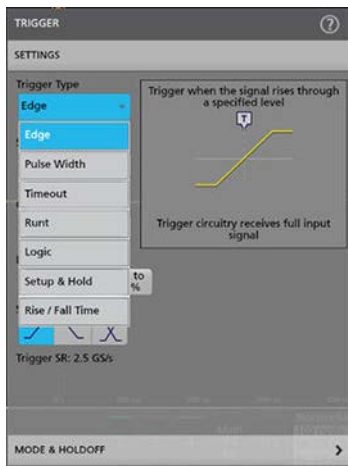 TRIGGER
?
SETTINGS
Trigger Type
Edge
Edge
Pulse Width
Timeout
Runt
Logic
Setup & Hold
Rise / Fall Time
Trigger when the signal rises through
a specified level
T
Trigger circuitry receives full input
signal
to
%
Trigger SR: 2.5 GS/s
MODE & HOLDOFF